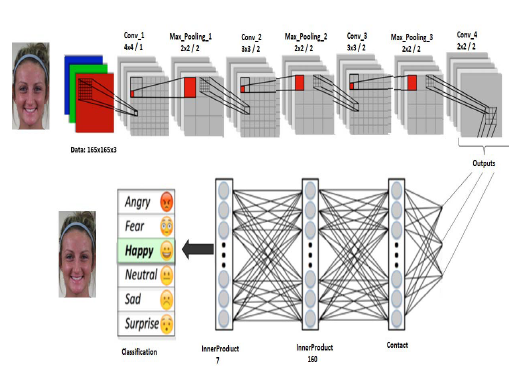 Conv_1
4x4 / 1
Max_Pooling_1
2x2 / 2
Conv_2
3x3 / 2
Max_Pooling_2
2x2 / 2
Conv_3
3x3 / 2
Max_Pooling_3
2x2 / 2
Conv_4
2x2 / 2
Data: 165x165x3
Outputs
Angry
Fear
Happy
Neutral
Sad
Surprise
Classification
InnerProduct
7
InnerProduct
160
Contact